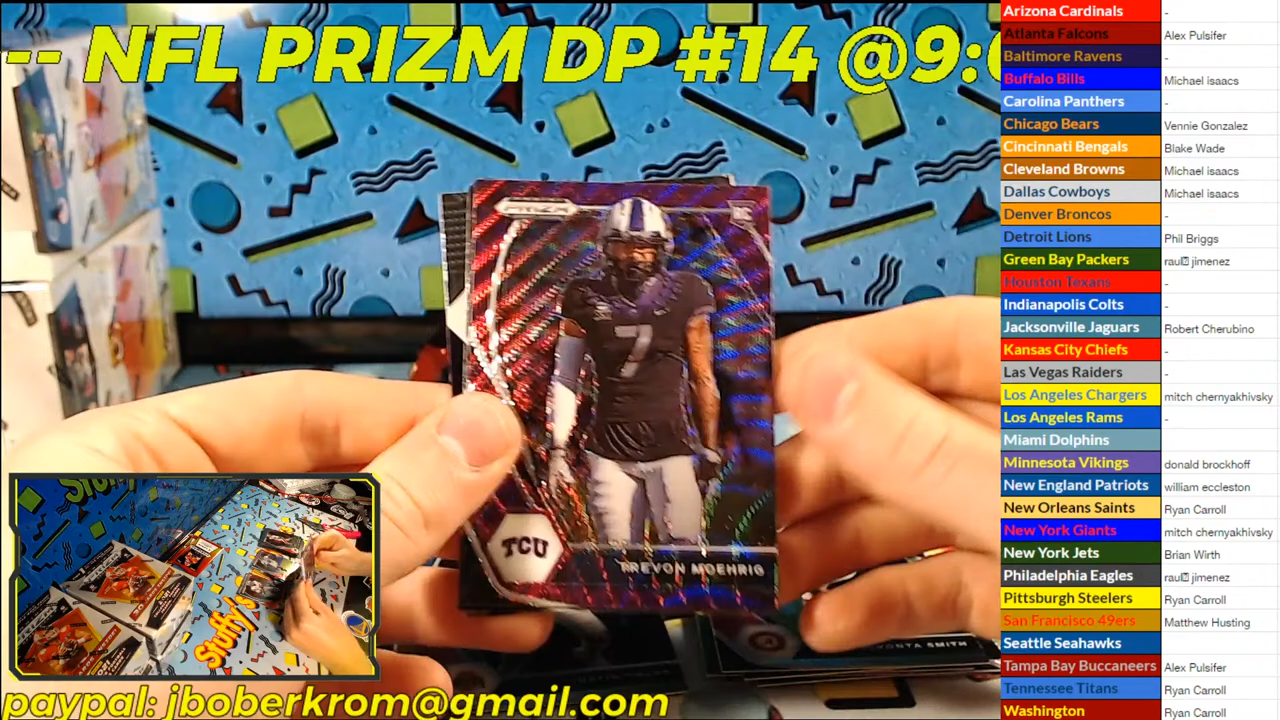 -- NFL PRIZM DP #14 @9:
PRIZM
RC
7
TCU
TREVON MOEHRIG
SMITH
Stuffy's
paypal: jboberkrom@gmail.com
Arizona Cardinals -
Atlanta Falcons Alex Pulsifer
Baltimore Ravens -
Buffalo Bills Michael isaacs
Carolina Panthers -
Chicago Bears Vennie Gonzalez
Cincinnati Bengals Blake Wade
Cleveland Browns Michael isaacs
Dallas Cowboys Michael isaacs
Denver Broncos -
Detroit Lions Phil Briggs
Green Bay Packers raul jimenez
Houston Texans -
Indianapolis Colts -
Jacksonville Jaguars Robert Cherubino
Kansas City Chiefs -
Las Vegas Raiders -
Los Angeles Chargers mitch chernyakhivsky
Los Angeles Rams -
Miami Dolphins
Minnesota Vikings donald brockhoff
New England Patriots william eccleston
New Orleans Saints Ryan Carroll
New York Giants mitch chernyakhivsky
New York Jets Brian Wirth
Philadelphia Eagles raul jimenez
Pittsburgh Steelers Ryan Carroll
San Francisco 49ers Matthew Husting
Seattle Seahawks
Tampa Bay Buccaneers Alex Pulsifer
Tennessee Titans Ryan Carroll
Washington Ryan Carroll